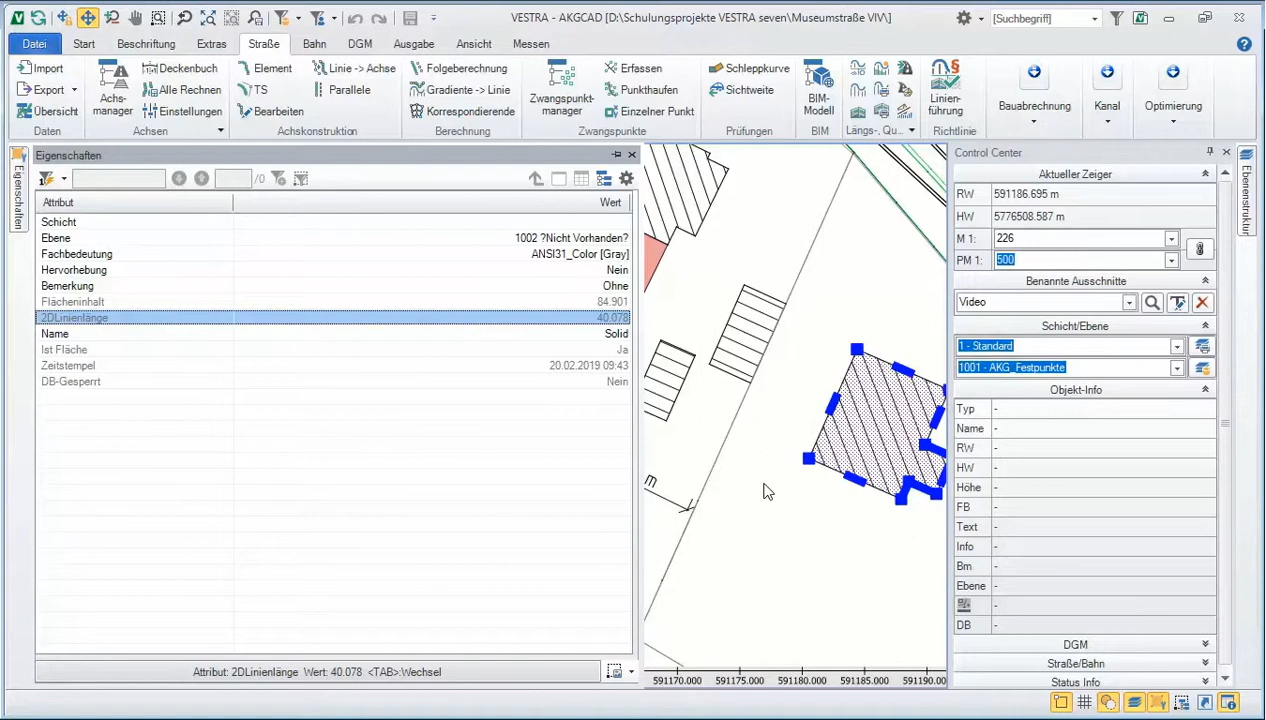 VESTRA - AKGCAD [D:\Schulungsprojekte VESTRA seven\Museumstraße VIV\]
[Suchbegriff]
Datei Start Beschriftung Extras Straße Bahn DGM Ausgabe Ansicht Messen
Import
Export
Übersicht
Daten
Achs-
manager
Deckenbuch
Alle Rechnen
Einstellungen
Achsen
Element
TS
Bearbeiten
Linie -> Achse
Parallele
Achskonstruktion
Folgeberechnung
Gradiente -> Linie
Korrespondierende
Berechnung
Zwangspunkt-
manager
Erfassen
Punkthaufen
Einzelner Punkt
Zwangspunkte
Schleppkurve
Sichtweite
Prüfungen
BIM-
Modell
BIM
Längs-, Qu...
Linien-
führung
Richtlinie
Bauabrechnung
Kanal
Optimierung
Eigenschaften
Eigenschaften
/0
Attribut Wert
Schicht
Ebene 1002 ?Nicht Vorhanden?
Fachbedeutung ANSI31_Color [Gray]
Hervorhebung Nein
Bemerkung Ohne
Flächeninhalt 84.901
2DLinienlänge 40.078
Name Solid
Ist Fläche Ja
Zeitstempel 20.02.2019 09:43
DB-Gesperrt Nein
Attribut: 2DLinienlänge Wert: 40.078 <TAB>:Wechsel
m
591170.000 591175.000 591180.000 591185.000 591190.00
Control Center
Aktueller Zeiger
RW 591186.695 m
HW 5776508.587 m
M 1: 226
PM 1: 500
Benannte Ausschnitte
Video
Schicht/Ebene
1 - Standard
1001 - AKG_Festpunkte
Objekt-Info
Typ -
Name -
RW -
HW -
Höhe -
FB -
Text -
Info -
Bm -
Ebene -
-
DB -
DGM
Straße/Bahn
Status Info
Ebenenstruktur